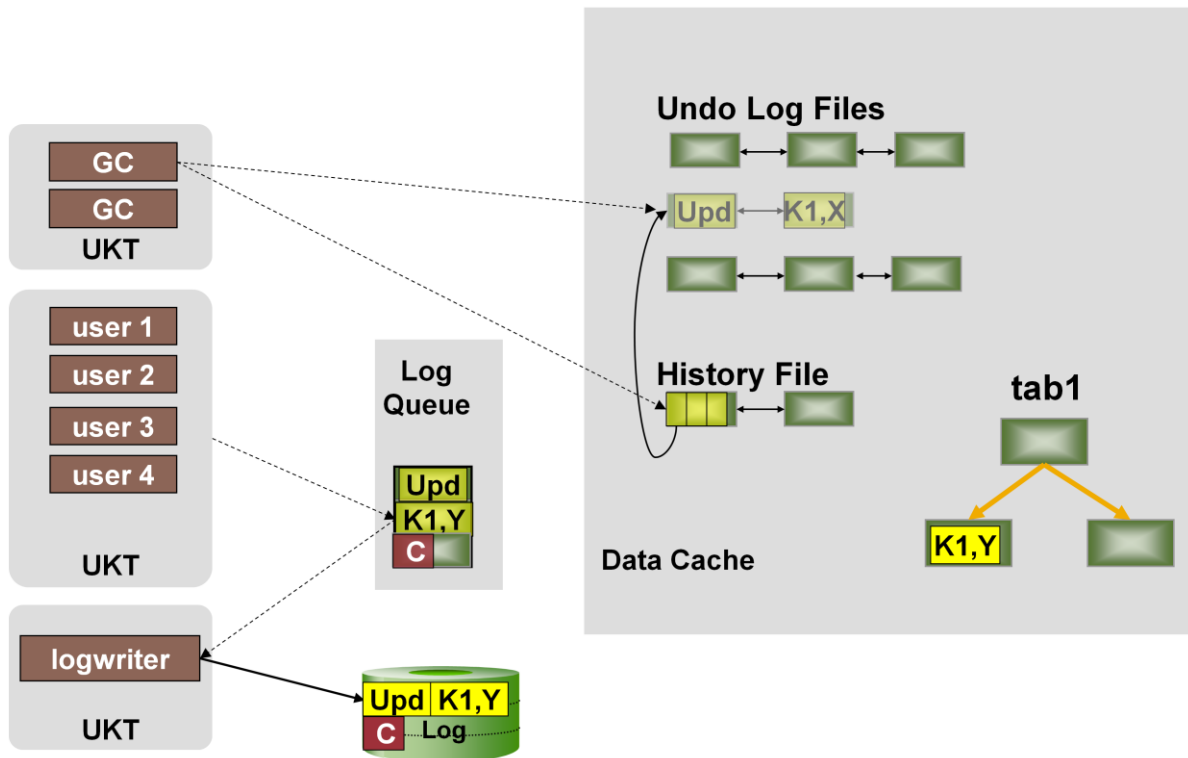 GC
GC
UKT
user 1
user 2
user 3
user 4
UKT
logwriter
UKT
Log
Queue
Upd
K1,Y
C
Upd K1,Y
C Log
Undo Log Files
Upd K1,X
History File
tab1
K1,Y
Data Cache